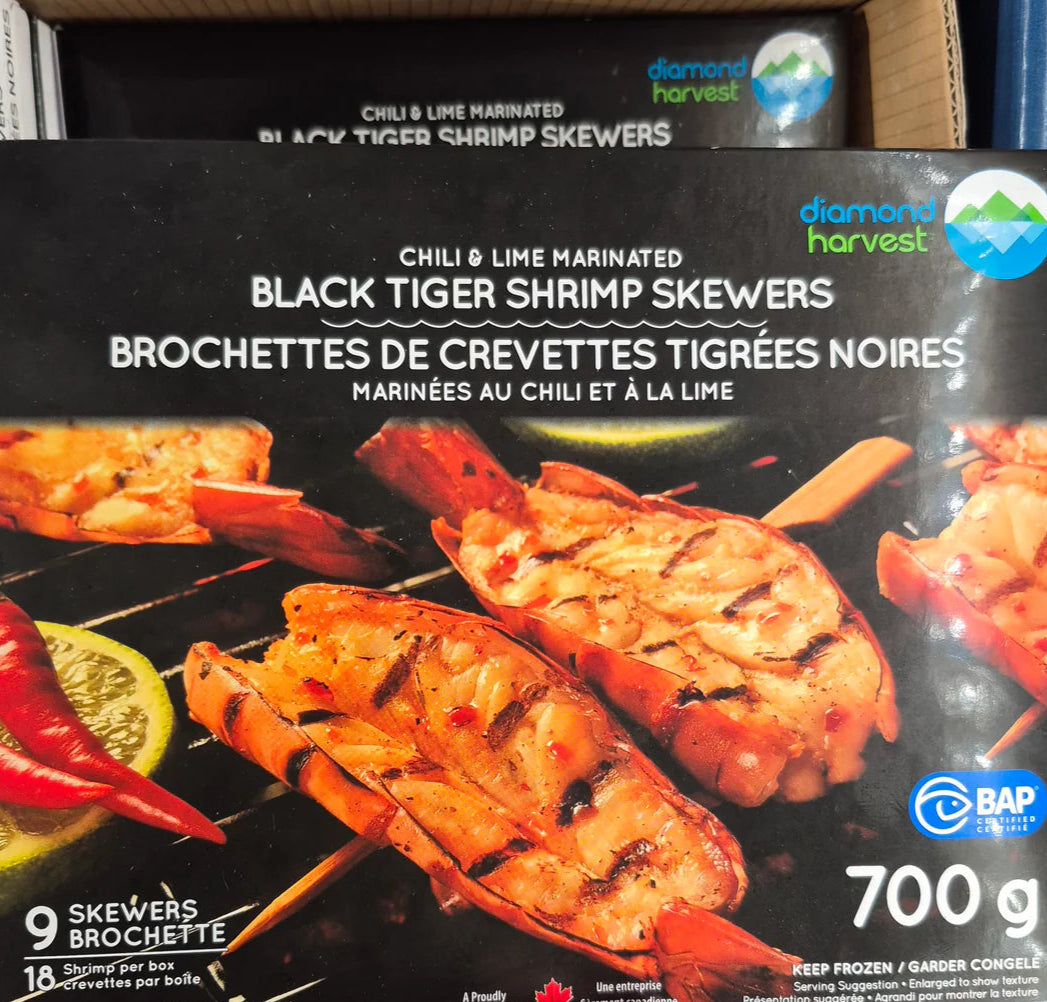 ES NOIRES
diamond
harvest
CHILI & LIME MARINATED
BLACK TIGER SHRIMP SKEWERS
diamond
harvest
CHILI & LIME MARINATED
BLACK TIGER SHRIMP SKEWERS
BROCHETTES DE CREVETTES TIGRÉES NOIRES
MARINÉES AU CHILI ET À LA LIME
BAP
CERTIFIED
CERTIFIÉ
700 g
9 SKEWERS
BROCHETTE
18 Shrimp per box
crevettes par boîte
A Proudly
Une entreprise
canadienne
KEEP FROZEN / GARDER CONGELÉ
Serving Suggestion • Enlarged to show texture
Présentation suggérée • Agrandi pour montrer la texture